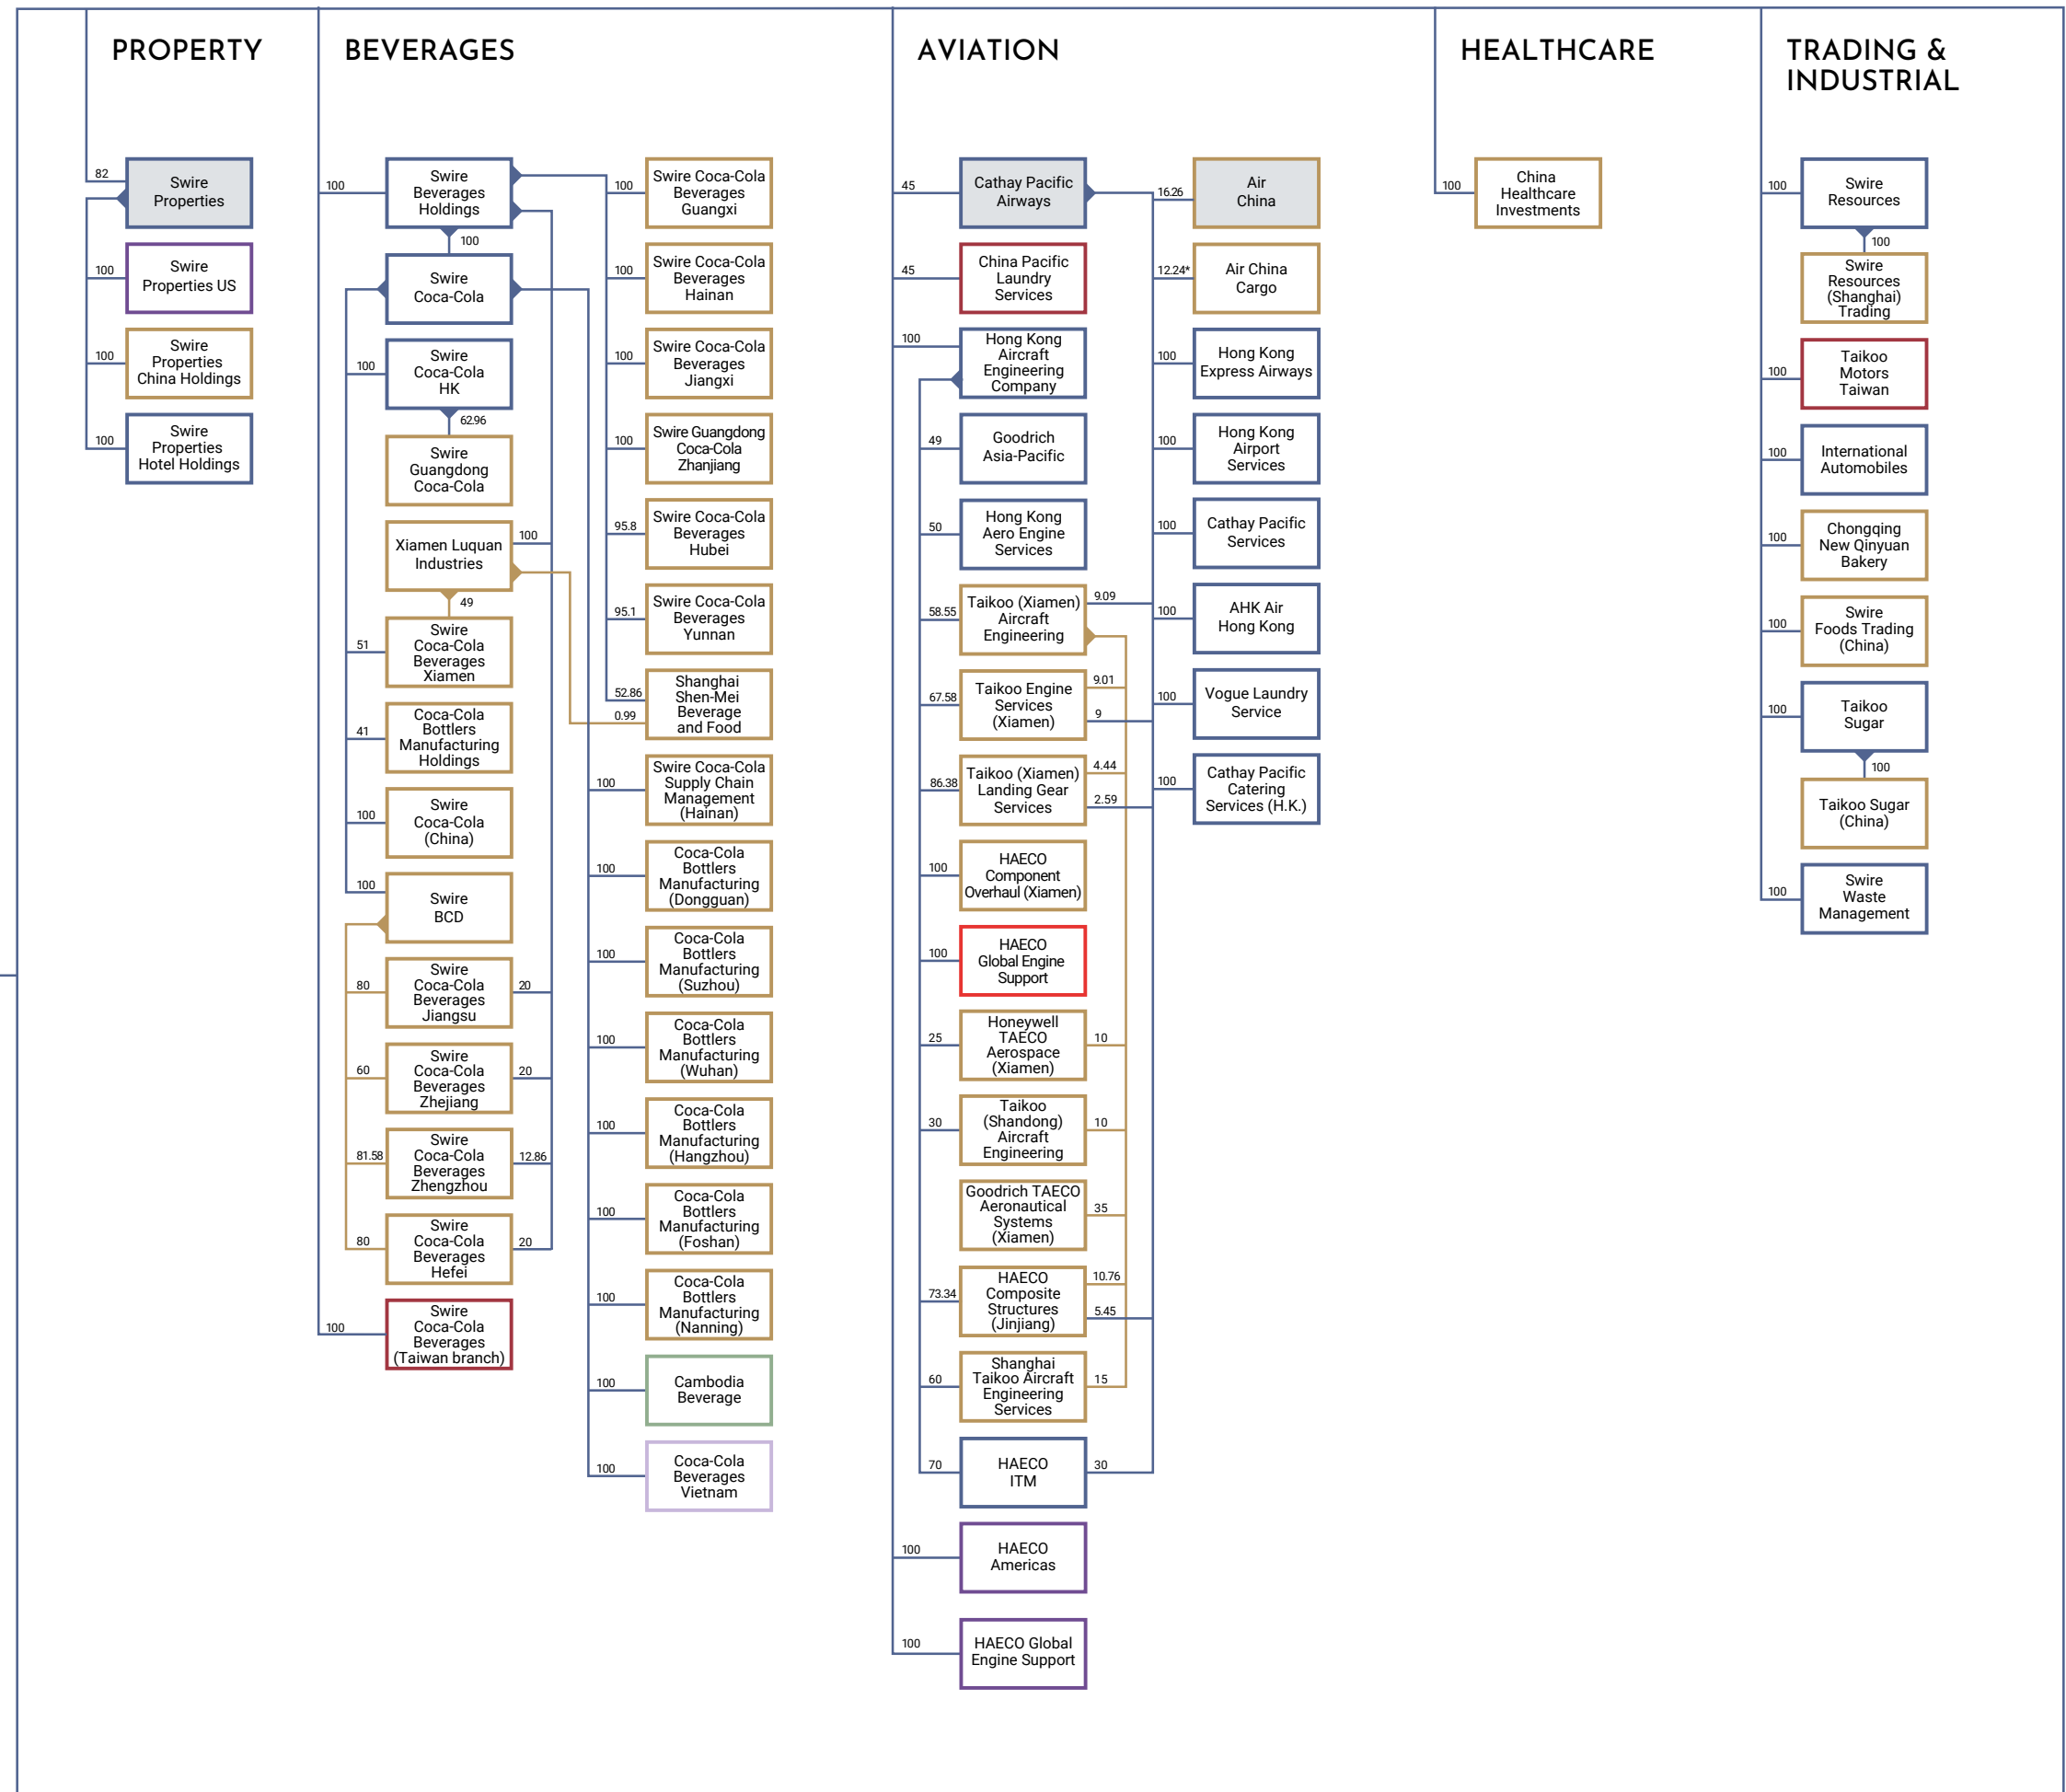 PROPERTY
82
Swire
Properties
100
Swire
Properties US
100
Swire
Properties
China Holdings
100
Swire
Properties
Hotel Holdings
BEVERAGES
100
Swire
Beverages
Holdings
100
Swire
Coca-Cola
100
Swire
Coca-Cola
HK
62.96
Swire
Guangdong
Coca-Cola
Xiamen Luquan
Industries
100
49
51
Swire
Coca-Cola
Beverages
Xiamen
41
Coca-Cola
Bottlers
Manufacturing
Holdings
100
Swire
Coca-Cola
(China)
100
Swire
BCD
80
Swire
Coca-Cola
Beverages
Jiangsu
20
60
Swire
Coca-Cola
Beverages
Zhejiang
20
81.58
Swire
Coca-Cola
Beverages
Zhengzhou
12.86
80
Swire
Coca-Cola
Beverages
Hefei
20
100
Swire
Coca-Cola
Beverages
(Taiwan branch)
100
Swire Coca-Cola
Beverages
Guangxi
100
Swire Coca-Cola
Beverages
Hainan
100
Swire Coca-Cola
Beverages
Jiangxi
100
Swire Guangdong
Coca-Cola
Zhanjiang
95.8
Swire Coca-Cola
Beverages
Hubei
95.1
Swire Coca-Cola
Beverages
Yunnan
52.86
0.99
Shanghai
Shen-Mei
Beverage
and Food
100
Swire Coca-Cola
Supply Chain
Management
(Hainan)
100
Coca-Cola
Bottlers
Manufacturing
(Dongguan)
100
Coca-Cola
Bottlers
Manufacturing
(Suzhou)
100
Coca-Cola
Bottlers
Manufacturing
(Wuhan)
100
Coca-Cola
Bottlers
Manufacturing
(Hangzhou)
100
Coca-Cola
Bottlers
Manufacturing
(Foshan)
100
Coca-Cola
Bottlers
Manufacturing
(Nanning)
100
Cambodia
Beverage
100
Coca-Cola
Beverages
Vietnam
AVIATION
45
Cathay Pacific
Airways
45
China Pacific
Laundry
Services
100
Hong Kong
Aircraft
Engineering
Company
49
Goodrich
Asia-Pacific
50
Hong Kong
Aero Engine
Services
58.55
Taikoo (Xiamen)
Aircraft
Engineering
9.09
67.58
Taikoo Engine
Services
(Xiamen)
9.01
9
86.38
Taikoo (Xiamen)
Landing Gear
Services
4.44
2.59
100
HAECO
Component
Overhaul (Xiamen)
100
HAECO
Global Engine
Support
25
Honeywell
TAECO
Aerospace
(Xiamen)
10
30
Taikoo
(Shandong)
Aircraft
Engineering
10
Goodrich TAECO
Aeronautical
Systems
(Xiamen)
35
73.34
HAECO
Composite
Structures
(Jinjiang)
10.76
5.45
60
Shanghai
Taikoo Aircraft
Engineering
Services
15
70
HAECO
ITM
30
100
HAECO
Americas
100
HAECO Global
Engine Support
16.26
Air
China
12.24*
Air China
Cargo
100
Hong Kong
Express Airways
100
Hong Kong
Airport
Services
100
Cathay Pacific
Services
100
AHK Air
Hong Kong
100
Vogue Laundry
Service
100
Cathay Pacific
Catering
Services (H.K.)
HEALTHCARE
100
China
Healthcare
Investments
TRADING &
INDUSTRIAL
100
Swire
Resources
100
Swire
Resources
(Shanghai)
Trading
100
Taikoo
Motors
Taiwan
100
International
Automobiles
100
Chongqing
New Qinyuan
Bakery
100
Swire
Foods Trading
(China)
100
Taikoo
Sugar
100
Taikoo Sugar
(China)
100
Swire
Waste
Management